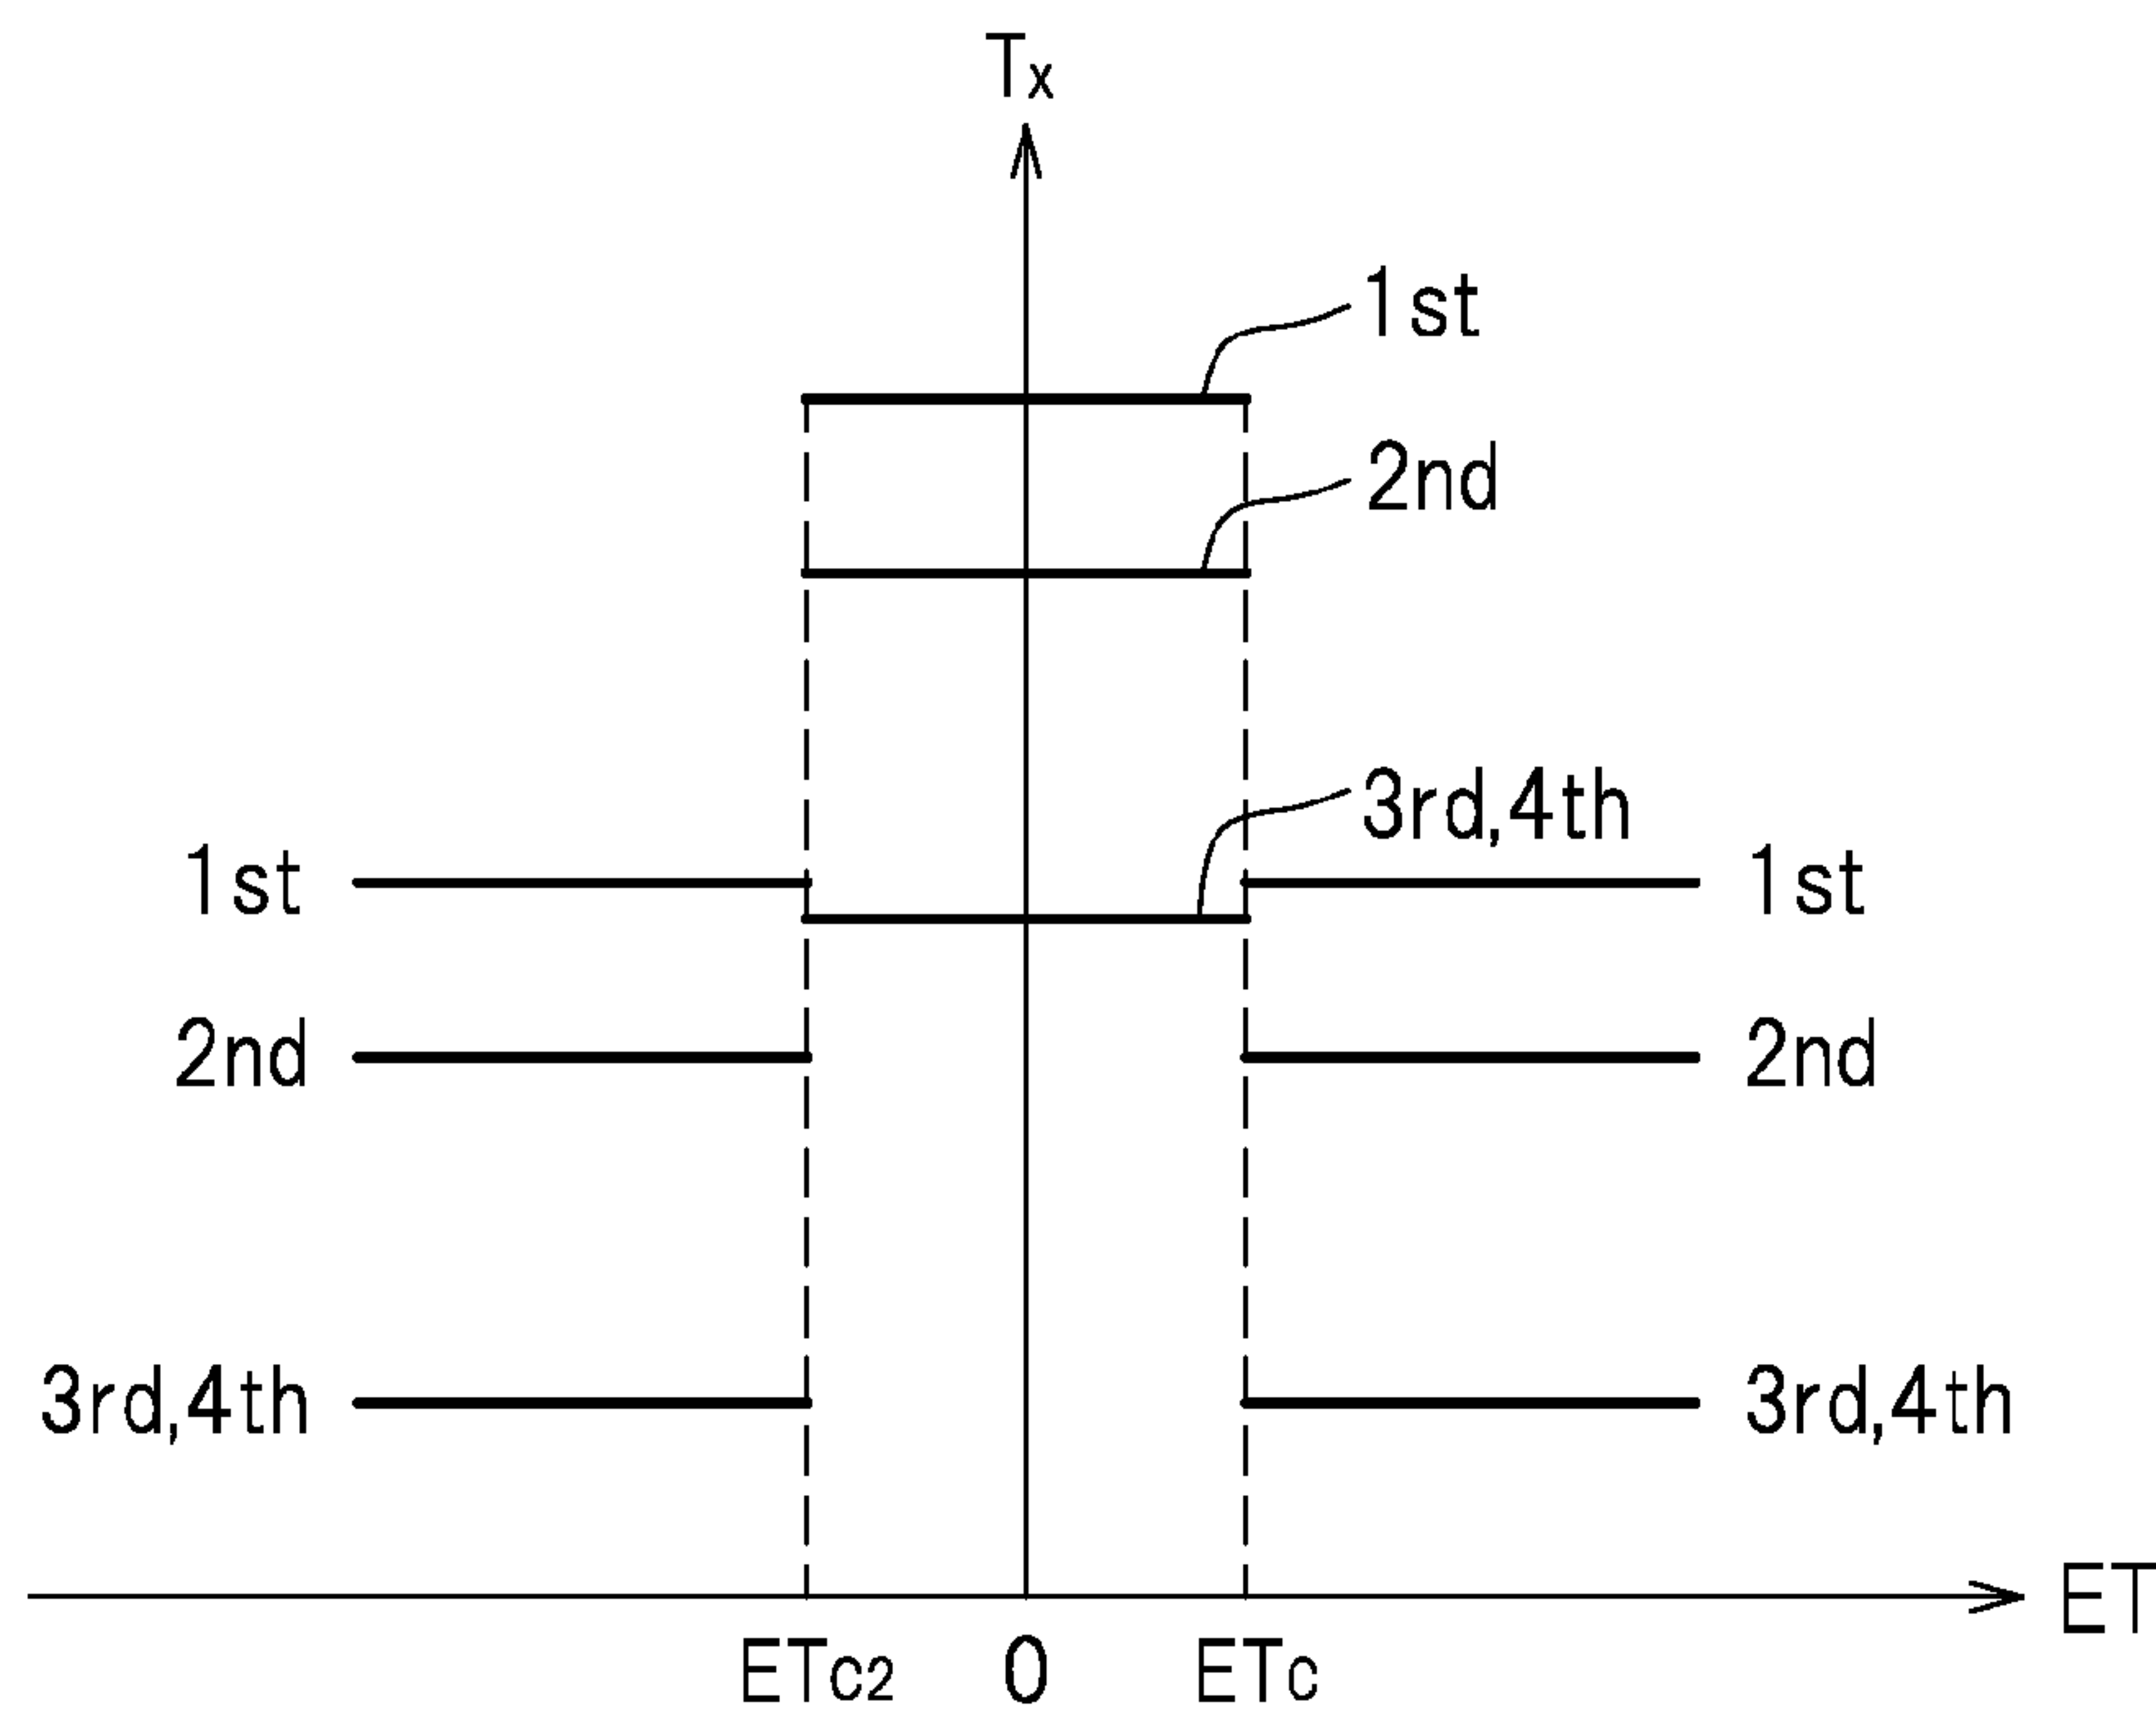 Tx
1st
2nd
3rd,4th
1st
1st
2nd
2nd
3rd,4th
3rd,4th
ET
ETc2
0
ETc